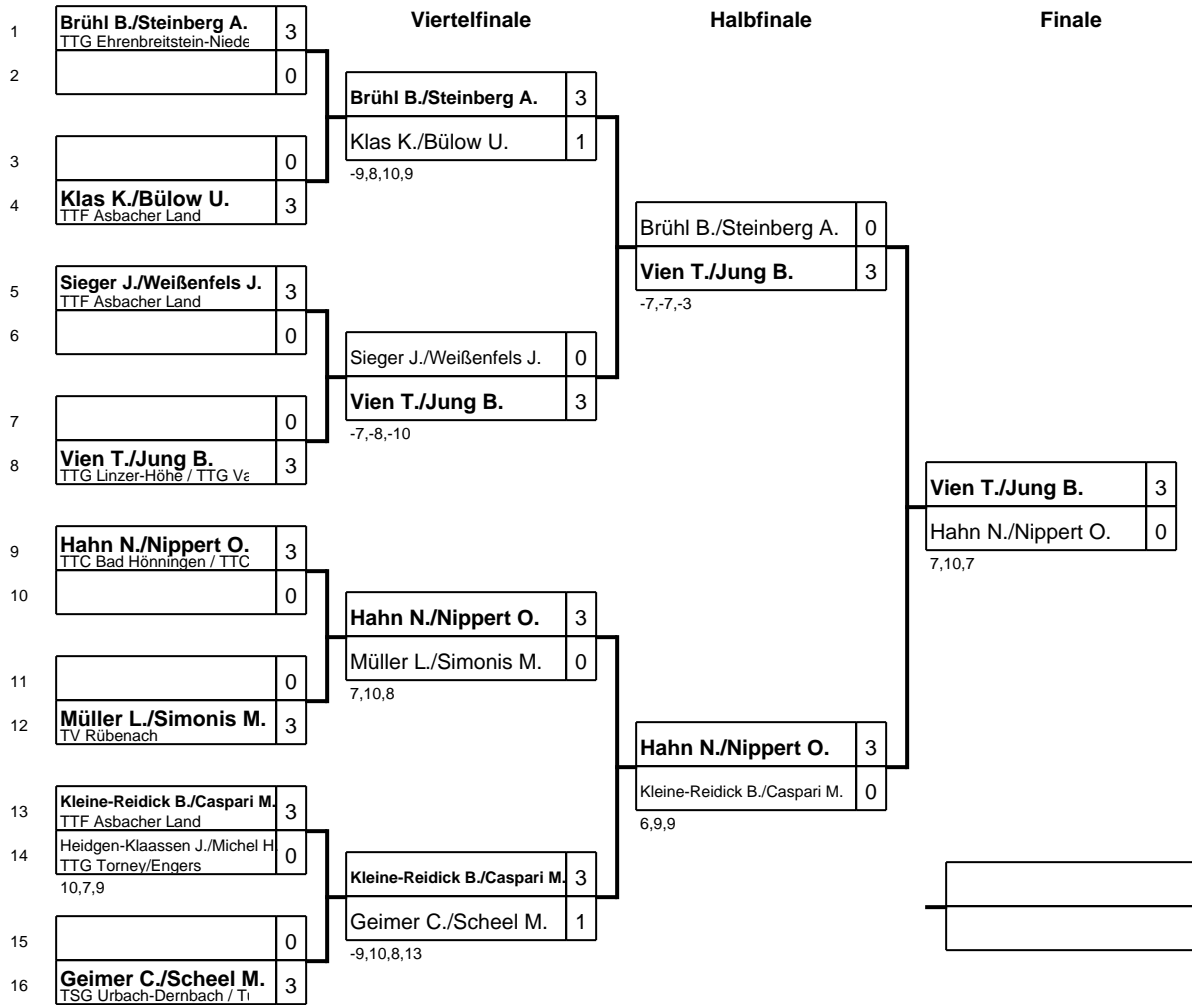 Viertelfinale
Halbfinale
Finale
1
Brühl B./Steinberg A. 3
TTG Ehrenbreitstein-Niede
2
0
Brühl B./Steinberg A. 3
Klas K./Bülow U. 1
-9,8,10,9
3
0
4
Klas K./Bülow U. 3
TTF Asbacher Land
Brühl B./Steinberg A. 0
Vien T./Jung B. 3
-7,-7,-3
5
Sieger J./Weißenfels J. 3
TTF Asbacher Land
6
0
Sieger J./Weißenfels J. 0
Vien T./Jung B. 3
-7,-8,-10
7
0
8
Vien T./Jung B. 3
TTG Linzer-Höhe / TTG Va
Vien T./Jung B. 3
Hahn N./Nippert O. 0
7,10,7
9
Hahn N./Nippert O. 3
TTC Bad Hönningen / TTC
10
0
Hahn N./Nippert O. 3
Müller L./Simonis M. 0
7,10,8
11
0
12
Müller L./Simonis M. 3
TV Rübenach
Hahn N./Nippert O. 3
Kleine-Reidick B./Caspari M. 0
6,9,9
13
Kleine-Reidick B./Caspari M. 3
TTF Asbacher Land
14
Heidgen-Klaassen J./Michel H. 0
TTG Torney/Engers
10,7,9
Kleine-Reidick B./Caspari M. 3
Geimer C./Scheel M. 1
-9,10,8,13
15
0
16
Geimer C./Scheel M. 3
TSG Urbach-Dernbach /